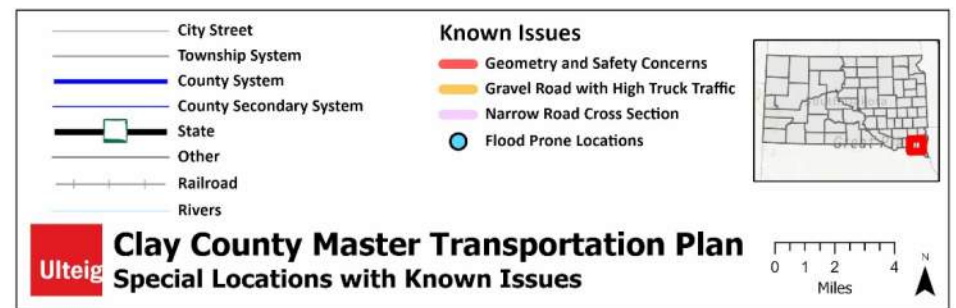 City Street
Township System
County System
County Secondary System
State
Other
Railroad
Rivers
Known Issues
Geometry and Safety Concerns
Gravel Road with High Truck Traffic
Narrow Road Cross Section
Flood Prone Locations
Ulteig
Clay County Master Transportation Plan
Special Locations with Known Issues
0 1 2 4
Miles
N